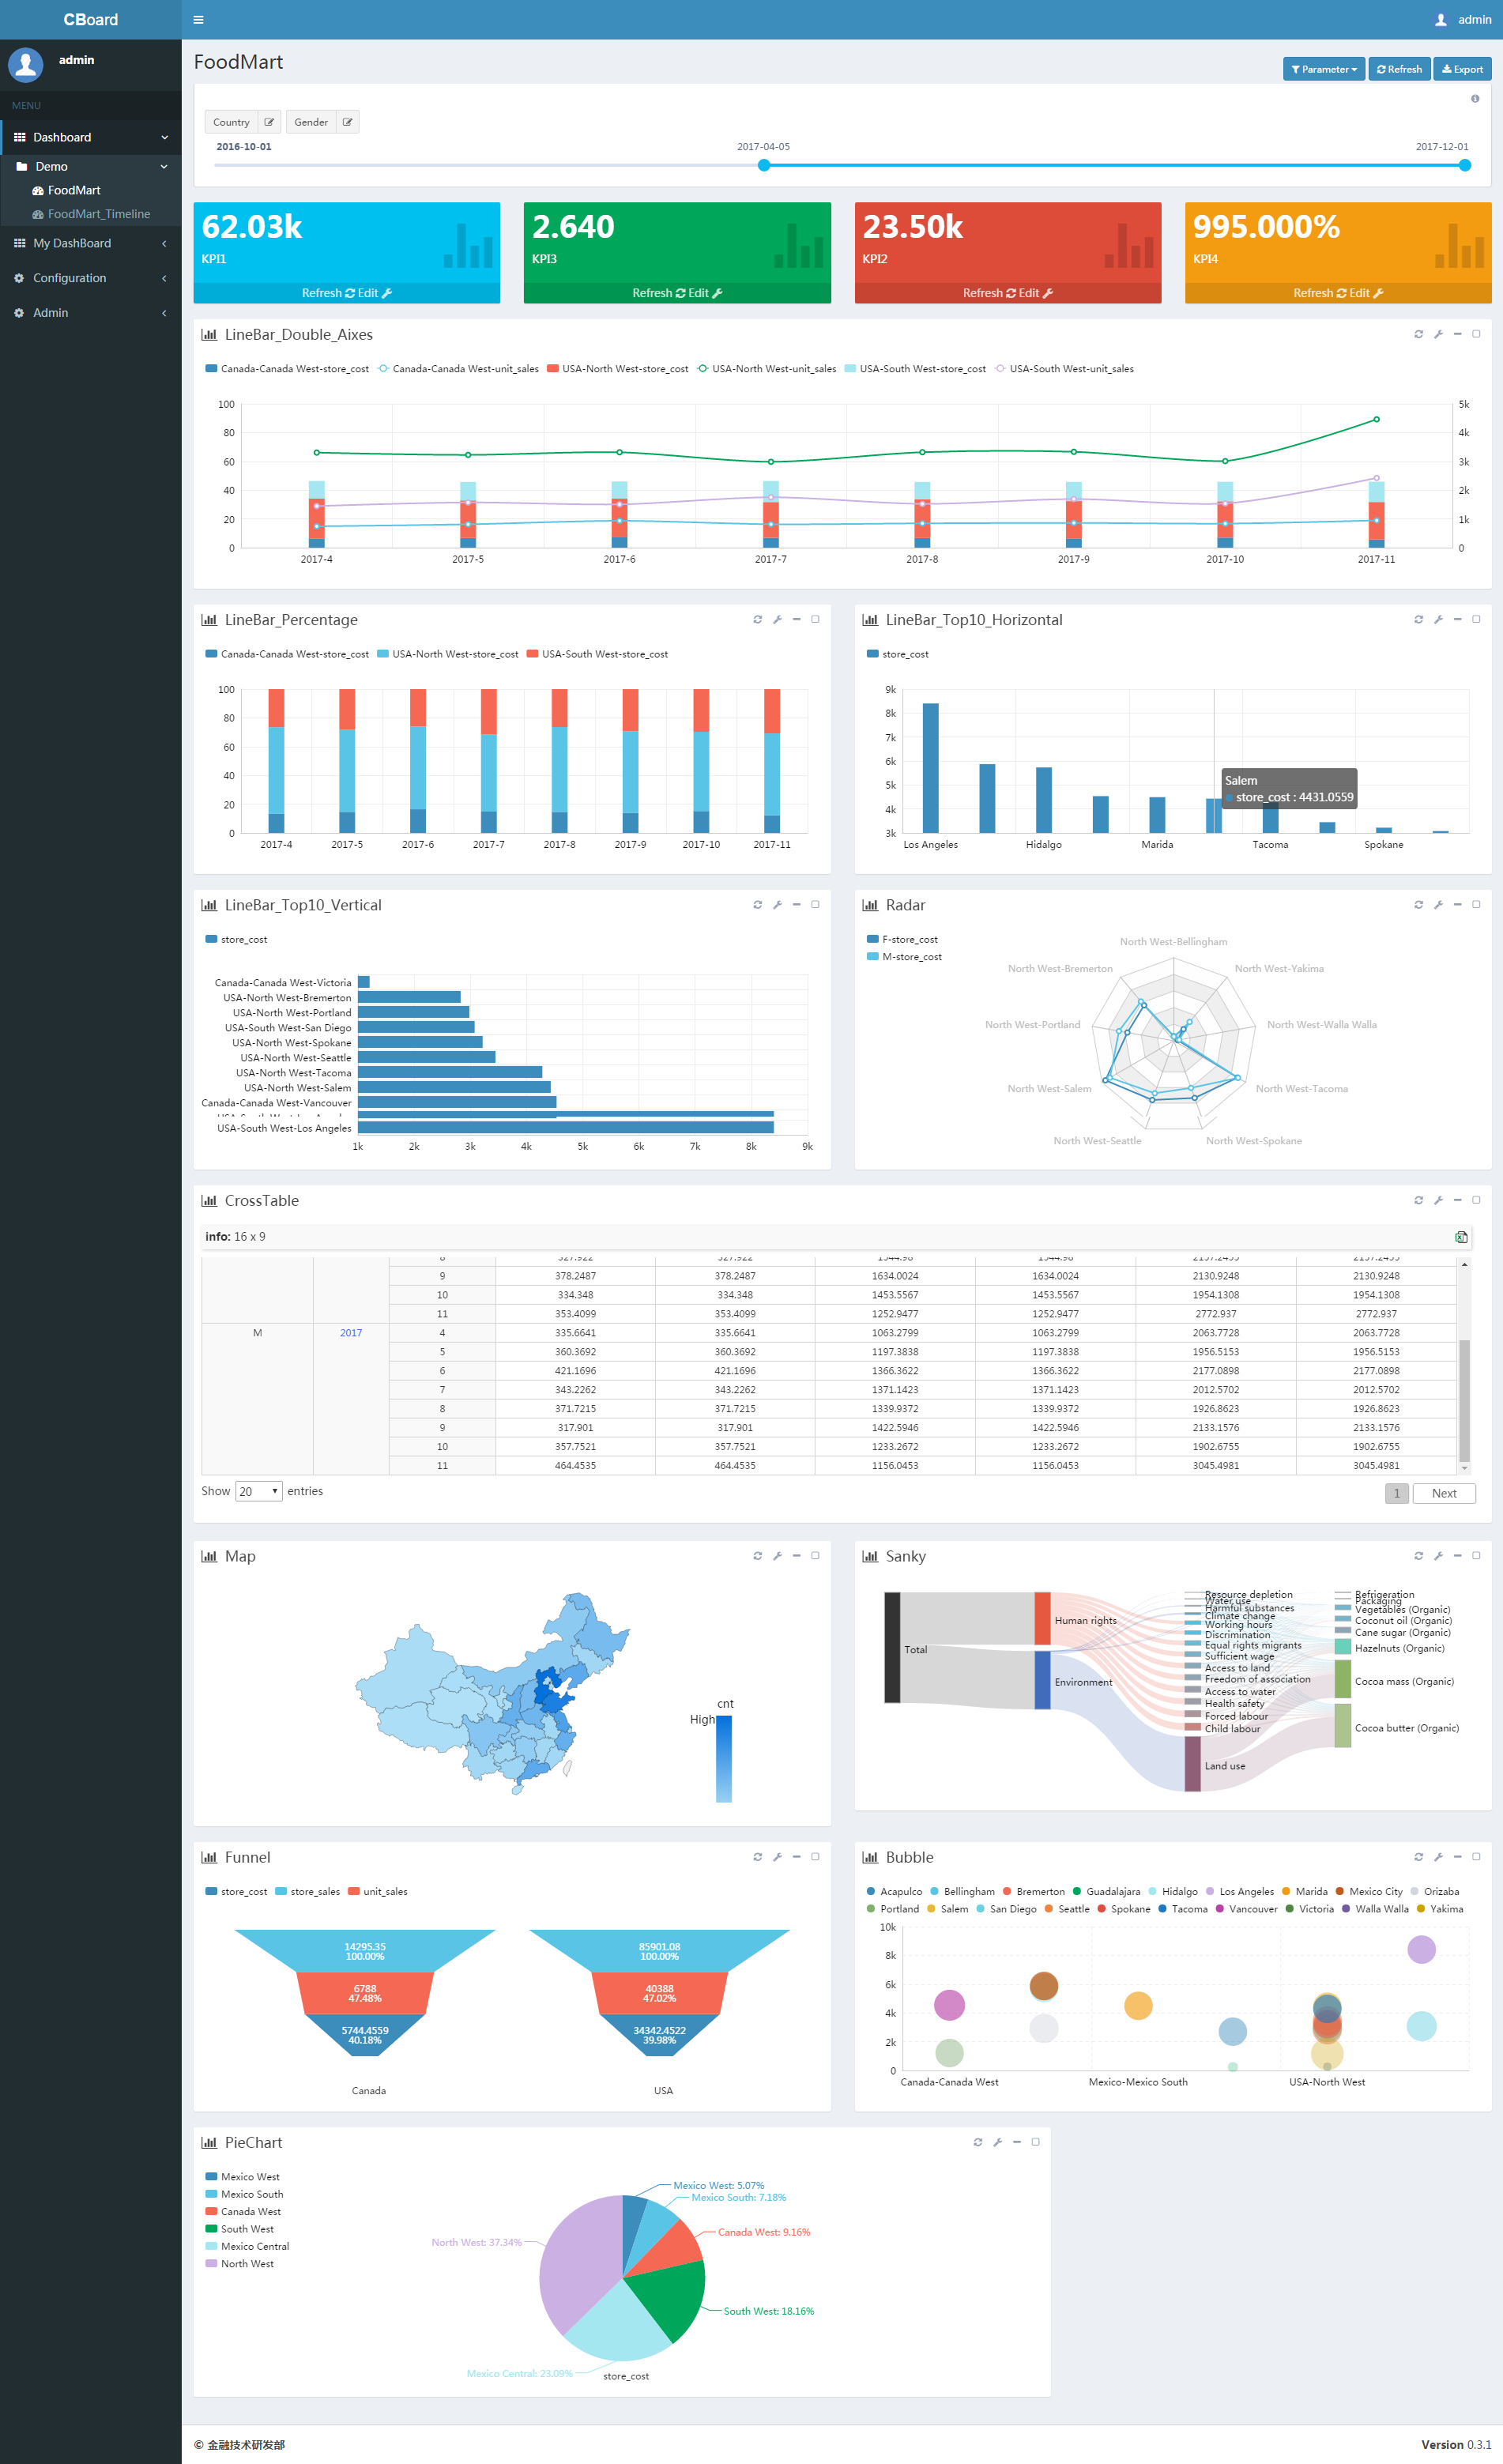 CBoard
admin
admin
MENU
Dashboard
Demo
FoodMart
FoodMart_Timeline
My DashBoard
Configuration
Admin
FoodMart
Parameter Refresh Export
Country Gender
2016-10-01 2017-04-05 2017-12-01
62.03k
KPI1
Refresh Edit
2.640
KPI3
Refresh Edit
23.50k
KPI2
Refresh Edit
995.000%
KPI4
Refresh Edit
LineBar_Double_Aixes
Canada-Canada West-store_cost Canada-Canada West-unit_sales USA-North West-store_cost USA-North West-unit_sales USA-South West-store_cost USA-South West-unit_sales
100 5k
80 4k
60 3k
40 2k
20 1k
0 0
2017-4 2017-5 2017-6 2017-7 2017-8 2017-9 2017-10 2017-11
LineBar_Percentage
Canada-Canada West-store_cost USA-North West-store_cost USA-South West-store_cost
100
80
60
40
20
0
2017-4 2017-5 2017-6 2017-7 2017-8 2017-9 2017-10 2017-11
LineBar_Top10_Horizontal
store_cost
9k
8k
7k
6k
5k
4k
3k
Salem
store_cost : 4431.0559
Los Angeles Hidalgo Marida Tacoma Spokane
LineBar_Top10_Vertical
store_cost
Canada-Canada West-Victoria
USA-North West-Bremerton
USA-North West-Portland
USA-South West-San Diego
USA-North West-Spokane
USA-North West-Seattle
USA-North West-Tacoma
USA-North West-Salem
Canada-Canada West-Vancouver
USA-South West-Los Angeles
1k 2k 3k 4k 5k 6k 7k 8k 9k
Radar
F-store_cost
M-store_cost
North West-Bellingham
North West-Bremerton North West-Yakima
North West-Portland North West-Walla Walla
North West-Salem North West-Tacoma
North West-Seattle North West-Spokane
CrossTable
info: 16 x 9
9 378.2487 378.2487 1634.0024 1634.0024 2130.9248 2130.9248
10 334.348 334.348 1453.5567 1453.5567 1954.1308 1954.1308
11 353.4099 353.4099 1252.9477 1252.9477 2772.937 2772.937
M 2017 4 335.6641 335.6641 1063.2799 1063.2799 2063.7728 2063.7728
5 360.3692 360.3692 1197.3838 1197.3838 1956.5153 1956.5153
6 421.1696 421.1696 1366.3622 1366.3622 2177.0898 2177.0898
7 343.2262 343.2262 1371.1423 1371.1423 2012.5702 2012.5702
8 371.7215 371.7215 1339.9372 1339.9372 1926.8623 1926.8623
9 317.901 317.901 1422.5946 1422.5946 2133.1576 2133.1576
10 357.7521 357.7521 1233.2672 1233.2672 1902.6755 1902.6755
11 464.4535 464.4535 1156.0453 1156.0453 3045.4981 3045.4981
Show 20 entries
1 Next
Map
cnt
High
Sanky
Total
Human rights
Environment
Resource depletion
Water use
Harmful substances
Climate change
Working hours
Discrimination
Equal rights migrants
Sufficient wage
Access to land
Freedom of association
Access to water
Health safety
Forced labour
Child labour
Land use
Refrigeration
Packaging
Vegetables (Organic)
Coconut oil (Organic)
Cane sugar (Organic)
Hazelnuts (Organic)
Cocoa mass (Organic)
Cocoa butter (Organic)
Funnel
store_cost store_sales unit_sales
14295.35
100.00%
6788
47.48%
5744.4559
40.18%
Canada
85901.08
100.00%
40388
47.02%
34342.4522
39.98%
USA
Bubble
Acapulco Bellingham Bremerton Guadalajara Hidalgo Los Angeles Marida Mexico City Orizaba
Portland Salem San Diego Seattle Spokane Tacoma Vancouver Victoria Walla Walla Yakima
10k
8k
6k
4k
2k
0
Canada-Canada West Mexico-Mexico South USA-North West
PieChart
Mexico West
Mexico South
Canada West
South West
Mexico Central
North West
Mexico West: 5.07%
Mexico South: 7.18%
Canada West: 9.16%
North West: 37.34%
South West: 18.16%
Mexico Central: 23.09%
store_cost
© 金融技术研发部
Version 0.3.1